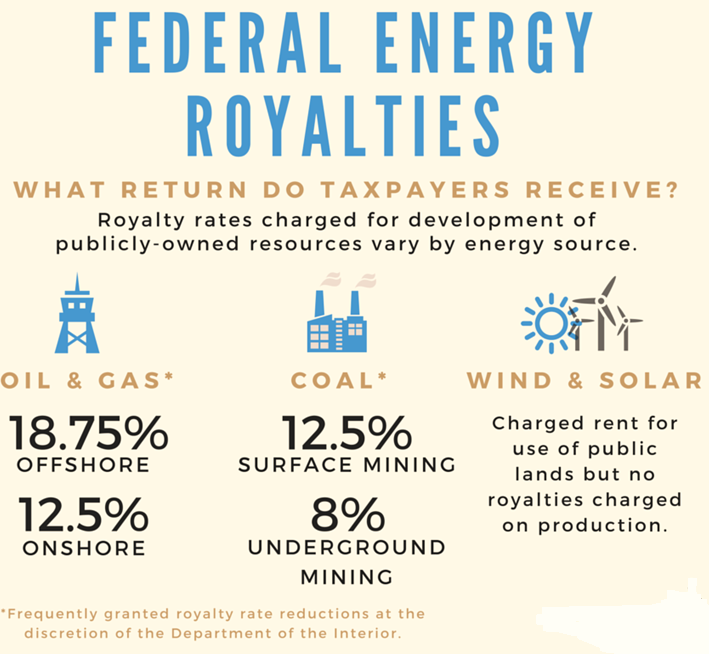 FEDERAL ENERGY
ROYALTIES
WHAT RETURN DO TAXPAYERS RECEIVE?
Royalty rates charged for development of
publicly-owned resources vary by energy source.
OIL & GAS*
18.75%
OFFSHORE
12.5%
ONSHORE
COAL*
12.5%
SURFACE MINING
8%
UNDERGROUND
MINING
WIND & SOLAR
Charged rent for
use of public
lands but no
royalties charged
on production.
*Frequently granted royalty rate reductions at the
discretion of the Department of the Interior.